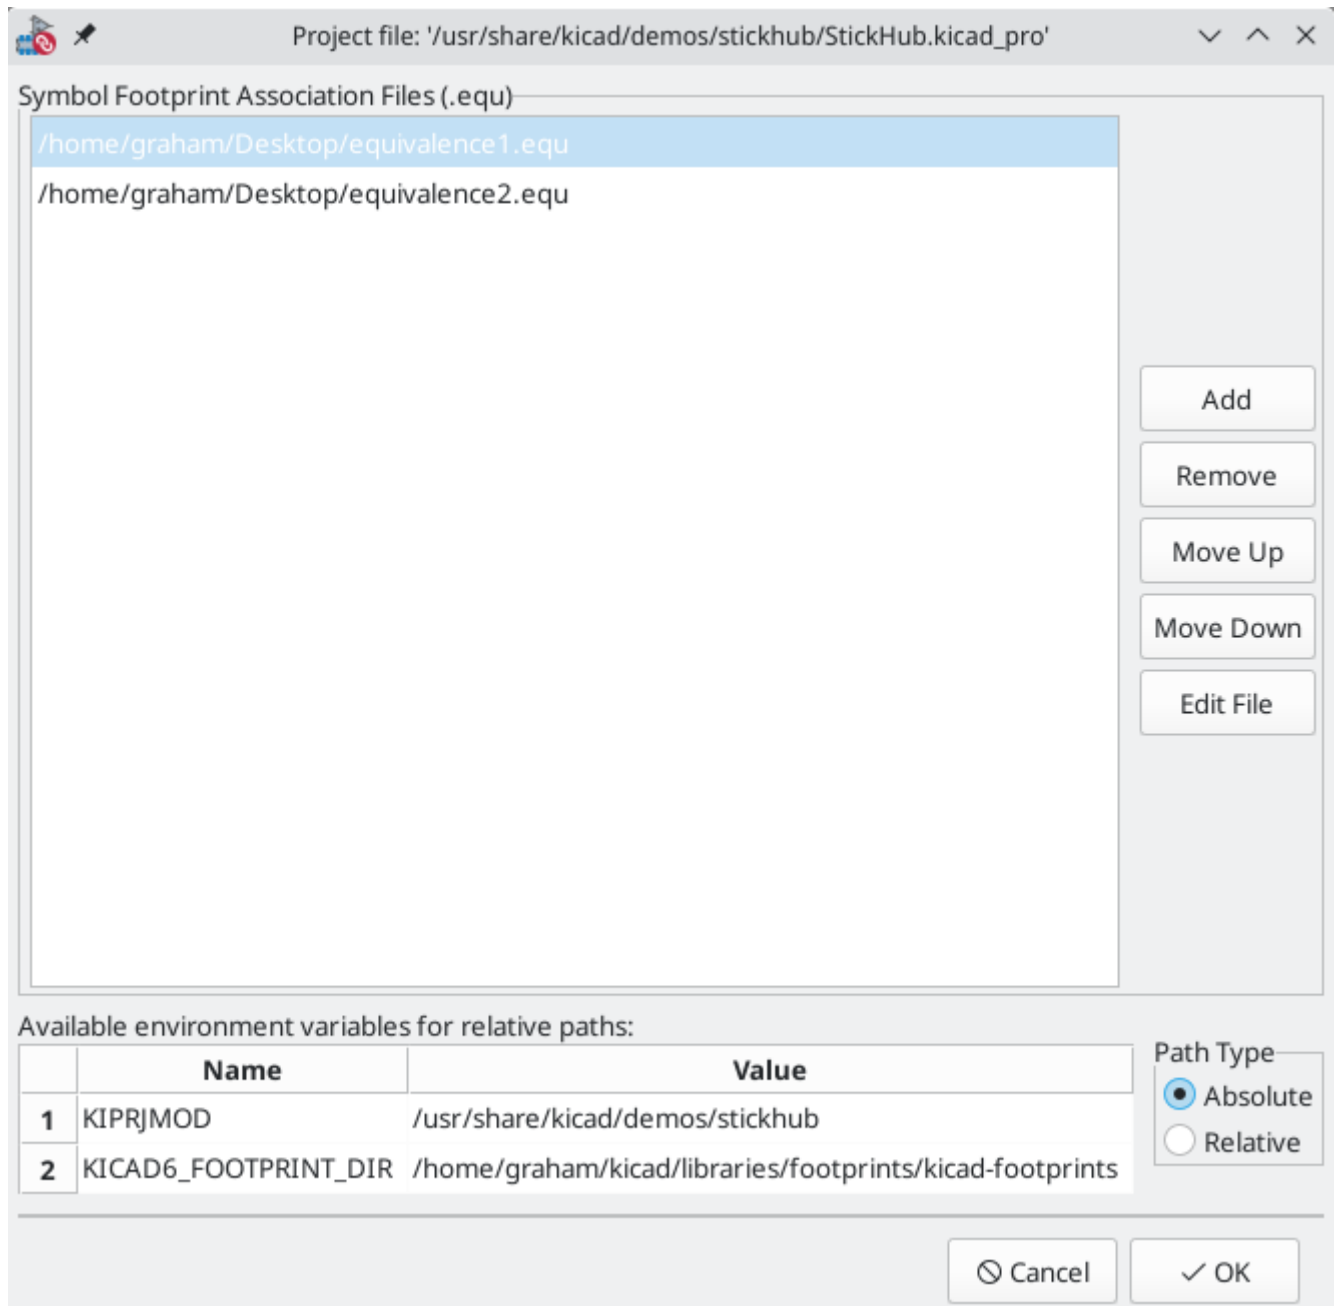 Project file: '/usr/share/kicad/demos/stickhub/StickHub.kicad_pro'
Symbol Footprint Association Files (.equ)
/home/graham/Desktop/equivalence1.equ
/home/graham/Desktop/equivalence2.equ
Add
Remove
Move Up
Move Down
Edit File
Available environment variables for relative paths:
Name Value
1 KIPRJMOD /usr/share/kicad/demos/stickhub
2 KICAD6_FOOTPRINT_DIR /home/graham/kicad/libraries/footprints/kicad-footprints
Path Type
Absolute
Relative
Cancel OK